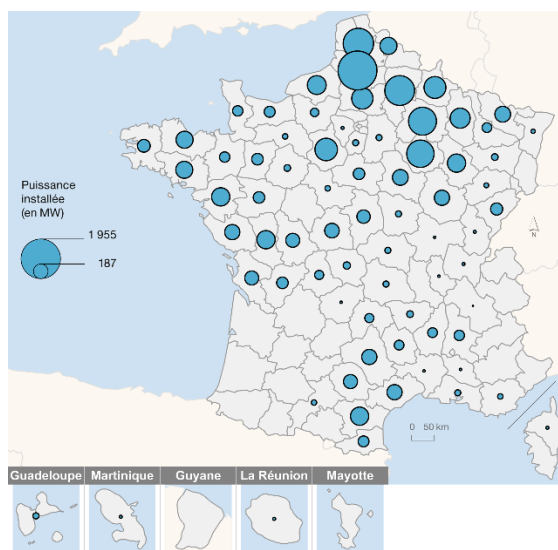 N
Puissance
installée
(en MW)
1 955
187
0 50 km
Guadeloupe
Martinique
Guyane
La Réunion
Mayotte